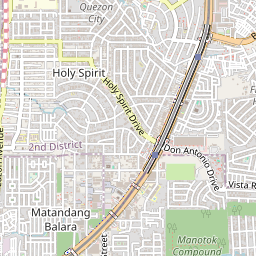 Quezon
City
Holy Spirit
Holy Spirit Drive
2nd District
Don Antonio Drive
Vista R
Matandang
Balara
Street
Manotok
Compound